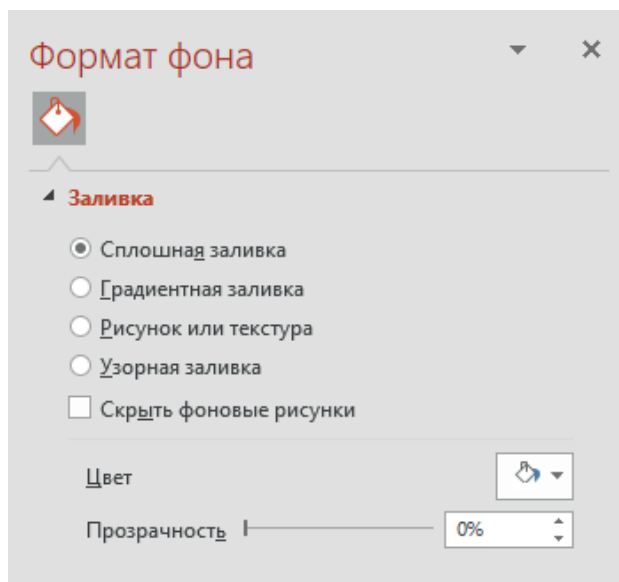 Формат фона
Заливка
Сплошная заливка
Градиентная заливка
Рисунок или текстура
Узорная заливка
Скрыть фоновые рисунки
Цвет
Прозрачность 0%